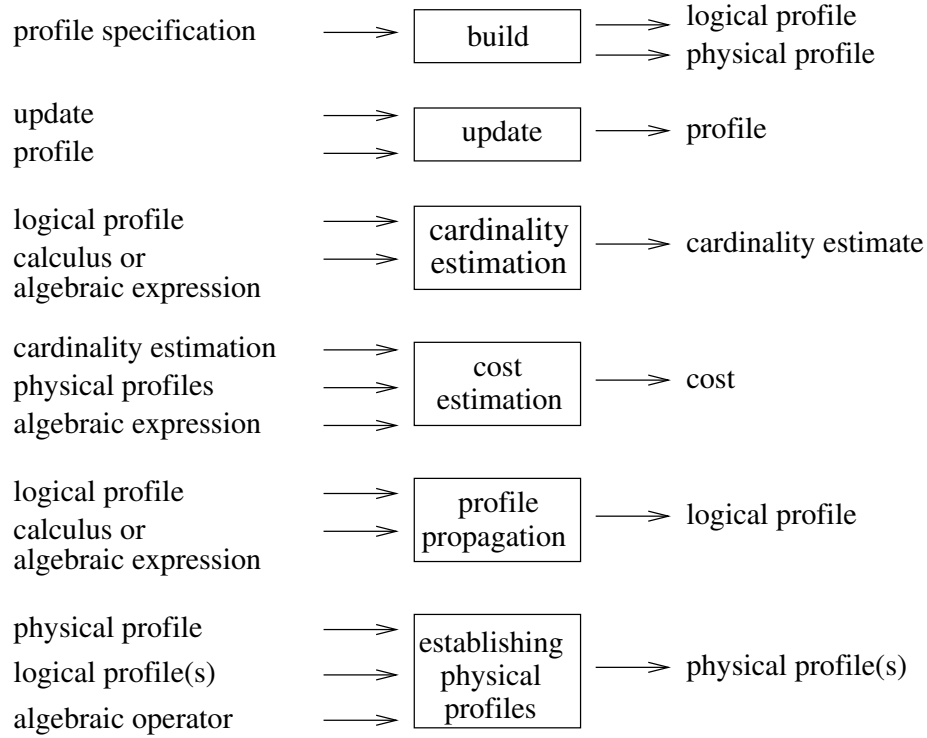 profile specification
build
logical profile
physical profile
update
profile
update
profile
logical profile
calculus or
algebraic expression
cardinality
estimation
cardinality estimate
cardinality estimation
physical profiles
algebraic expression
cost
estimation
cost
logical profile
calculus or
algebraic expression
profile
propagation
logical profile
physical profile
logical profile(s)
algebraic operator
establishing
physical
profiles
physical profile(s)